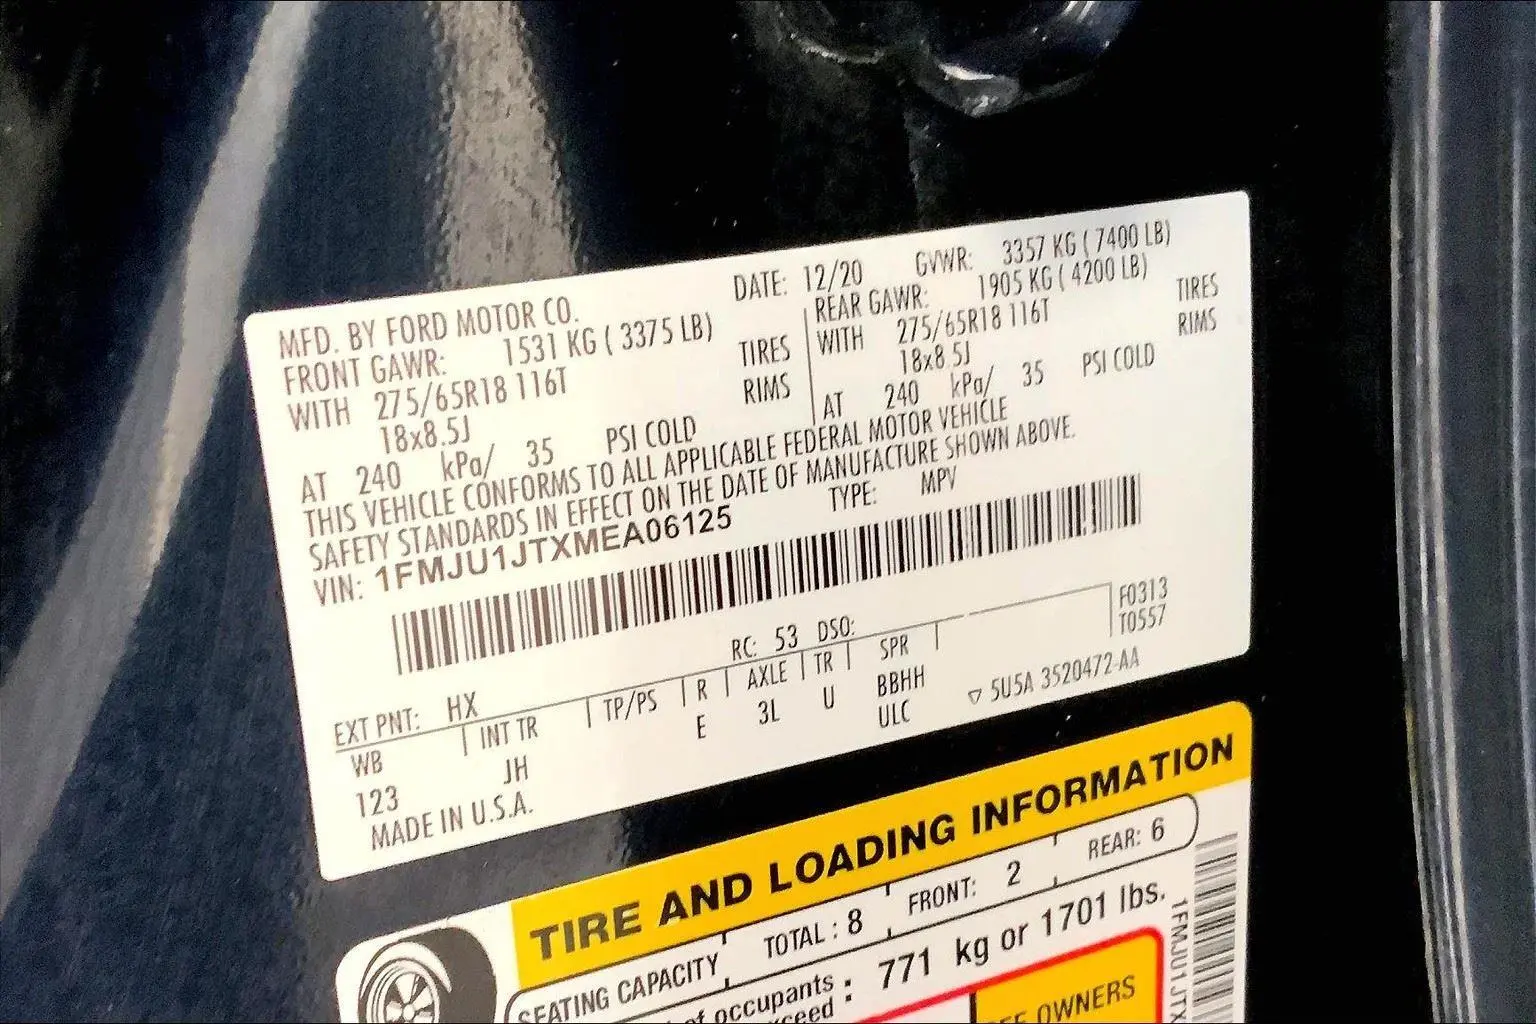 MFD. BY FORD MOTOR CO. DATE: 12/20 GVWR: 3357 KG ( 7400 LB)
FRONT GAWR: 1531 KG ( 3375 LB) REAR GAWR: 1905 KG ( 4200 LB)
WITH 275/65R18 116T TIRES WITH 275/65R18 116T TIRES
18x8.5J RIMS 18x8.5J RIMS
AT 240 kPa/ 35 PSI COLD AT 240 kPa/ 35 PSI COLD
THIS VEHICLE CONFORMS TO ALL APPLICABLE FEDERAL MOTOR VEHICLE
SAFETY STANDARDS IN EFFECT ON THE DATE OF MANUFACTURE SHOWN ABOVE.
VIN: 1FMJU1JTXMEA06125 TYPE: MPV
F0313
T0557
EXT PNT: HX RC: 53 DSO:
WB INT TR TP/PS R AXLE TR SPR
123 JH E 3L U BBHH
ULC
MADE IN U.S.A. ▽ 5U5A 3520472-AA
TIRE AND LOADING INFORMATION
SEATING CAPACITY TOTAL : 8 FRONT: 2 REAR: 6
of occupants : 771 kg or 1701 lbs.
OWNERS
1FMJU1JTX